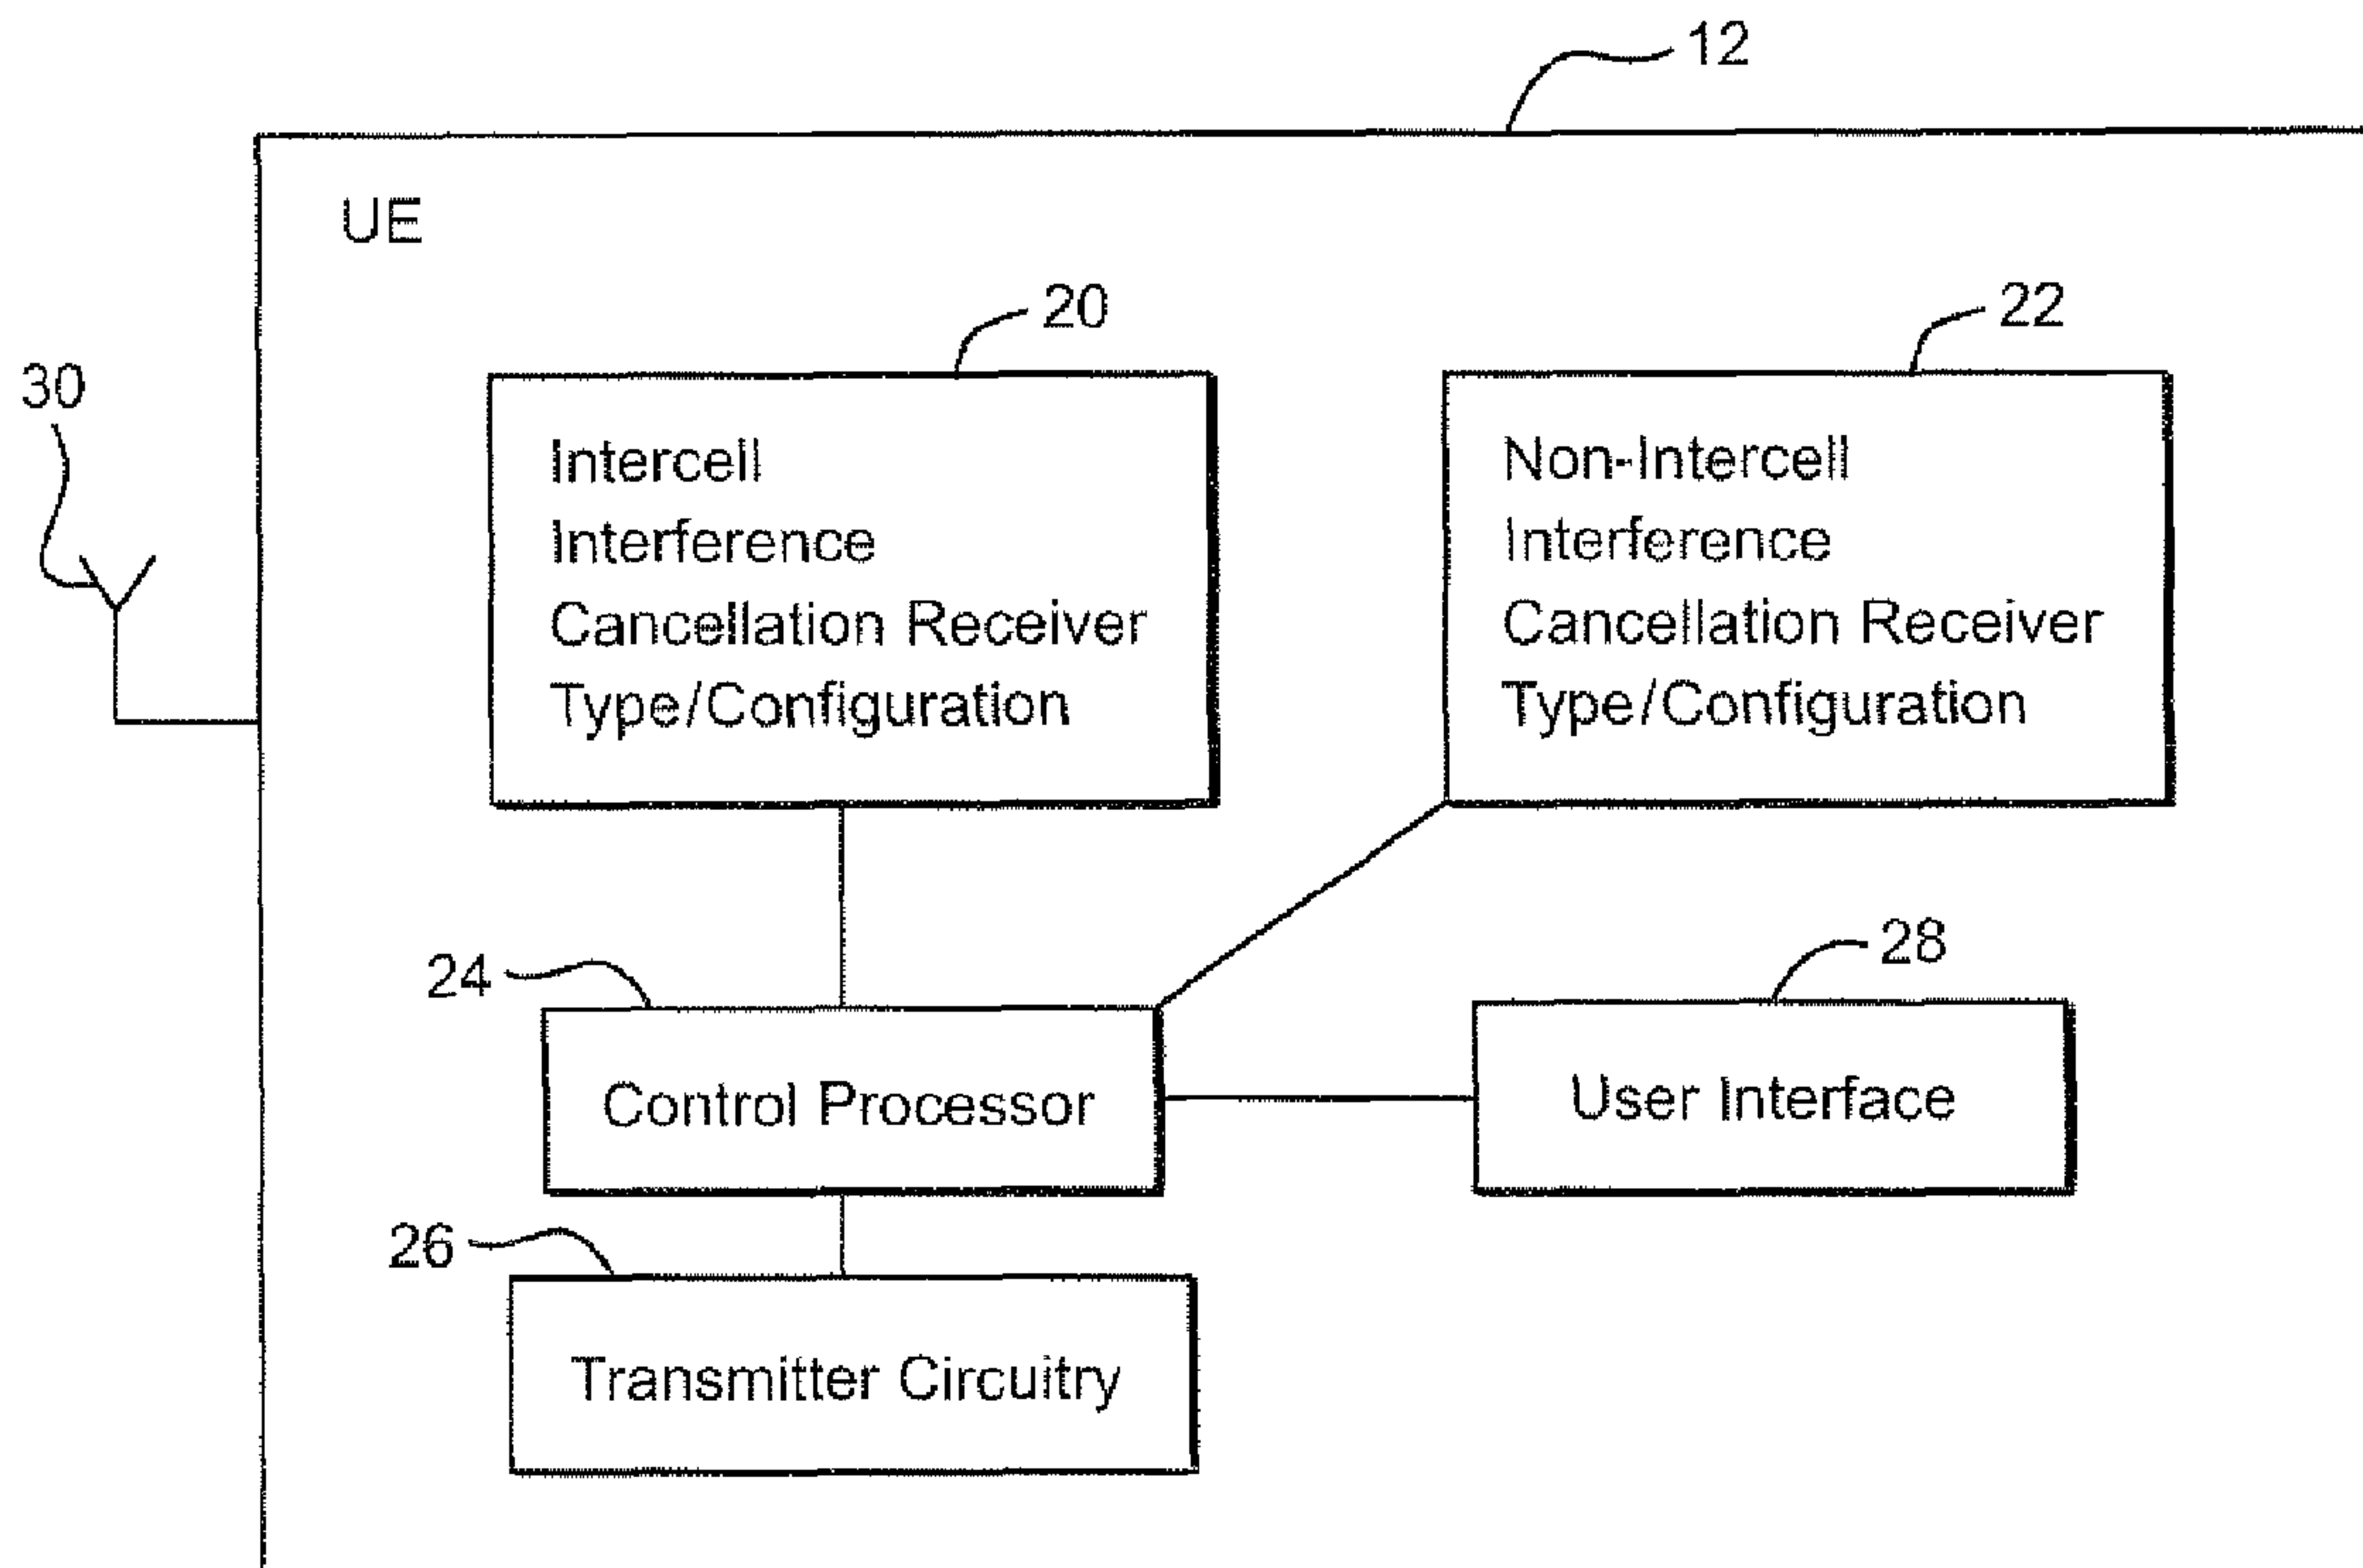 12
UE
20
22
30
Intercell
Interference
Cancellation Receiver
Type/Configuration
Non-Intercell
Interference
Cancellation Receiver
Type/Configuration
24
28
Control Processor
User Interface
26
Transmitter Circuitry